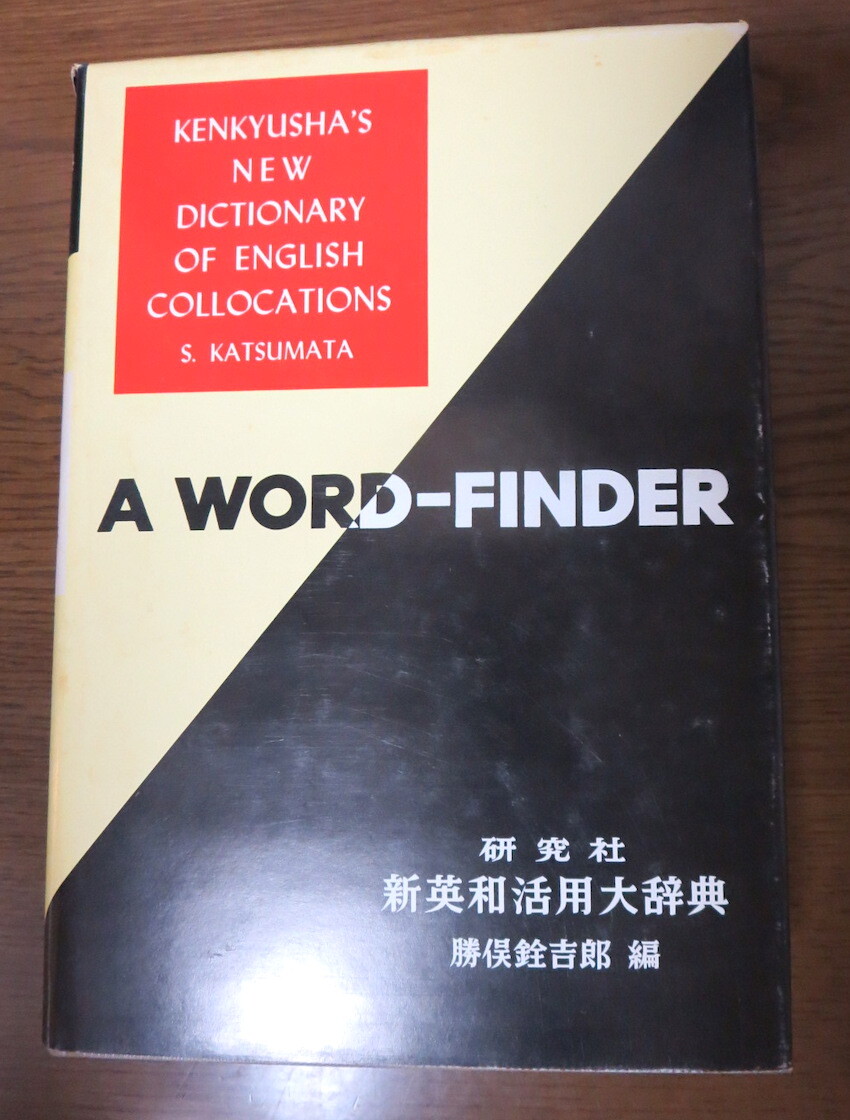 KENKYUSHA'S
NEW
DICTIONARY
OF ENGLISH
COLLOCATIONS
S. KATSUMATA
A WORD-FINDER
研究社
新英和活用大辞典
勝俣銓吉郎 編